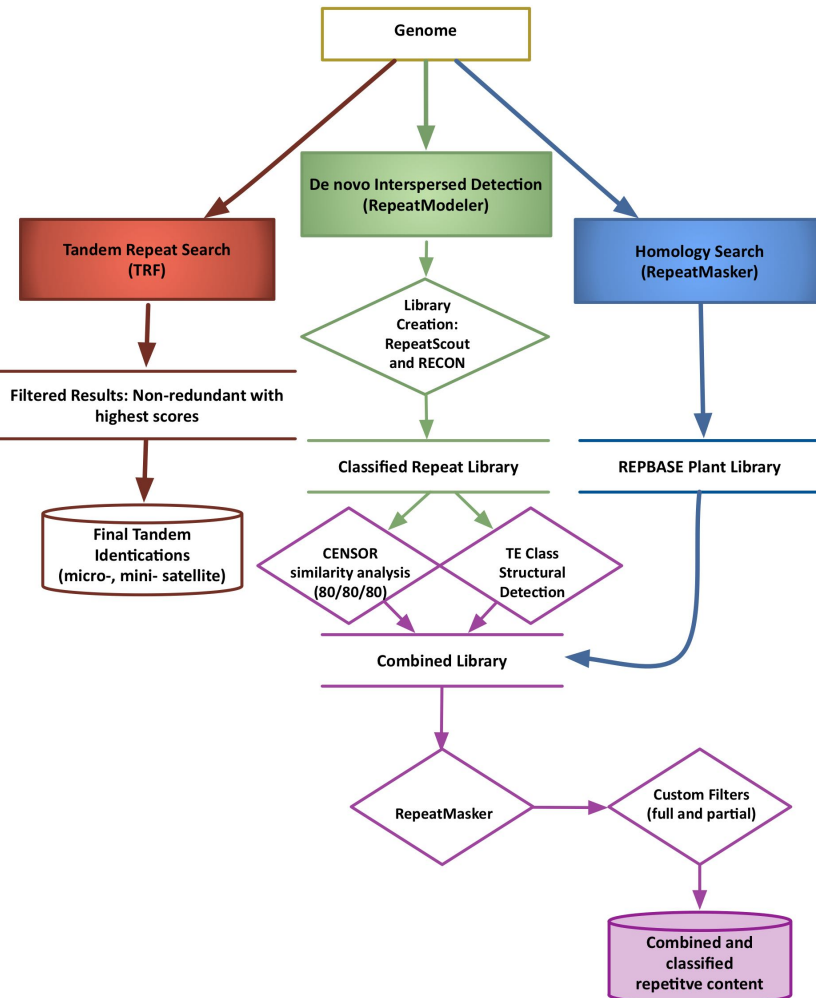 Genome
De novo Interspersed Detection
(RepeatModeler)
Tandem Repeat Search
(TRF)
Homology Search
(RepeatMasker)
Library
Creation:
RepeatScout
and RECON
Filtered Results: Non-redundant with
highest scores
Classified Repeat Library
REPBASE Plant Library
Final Tandem
Identications
(micro-, mini- satellite)
CENSOR
similarity analysis
(80/80/80)
TE Class
Structural
Detection
Combined Library
RepeatMasker
Custom Filters
(full and partial)
Combined and
classified
repetitve content